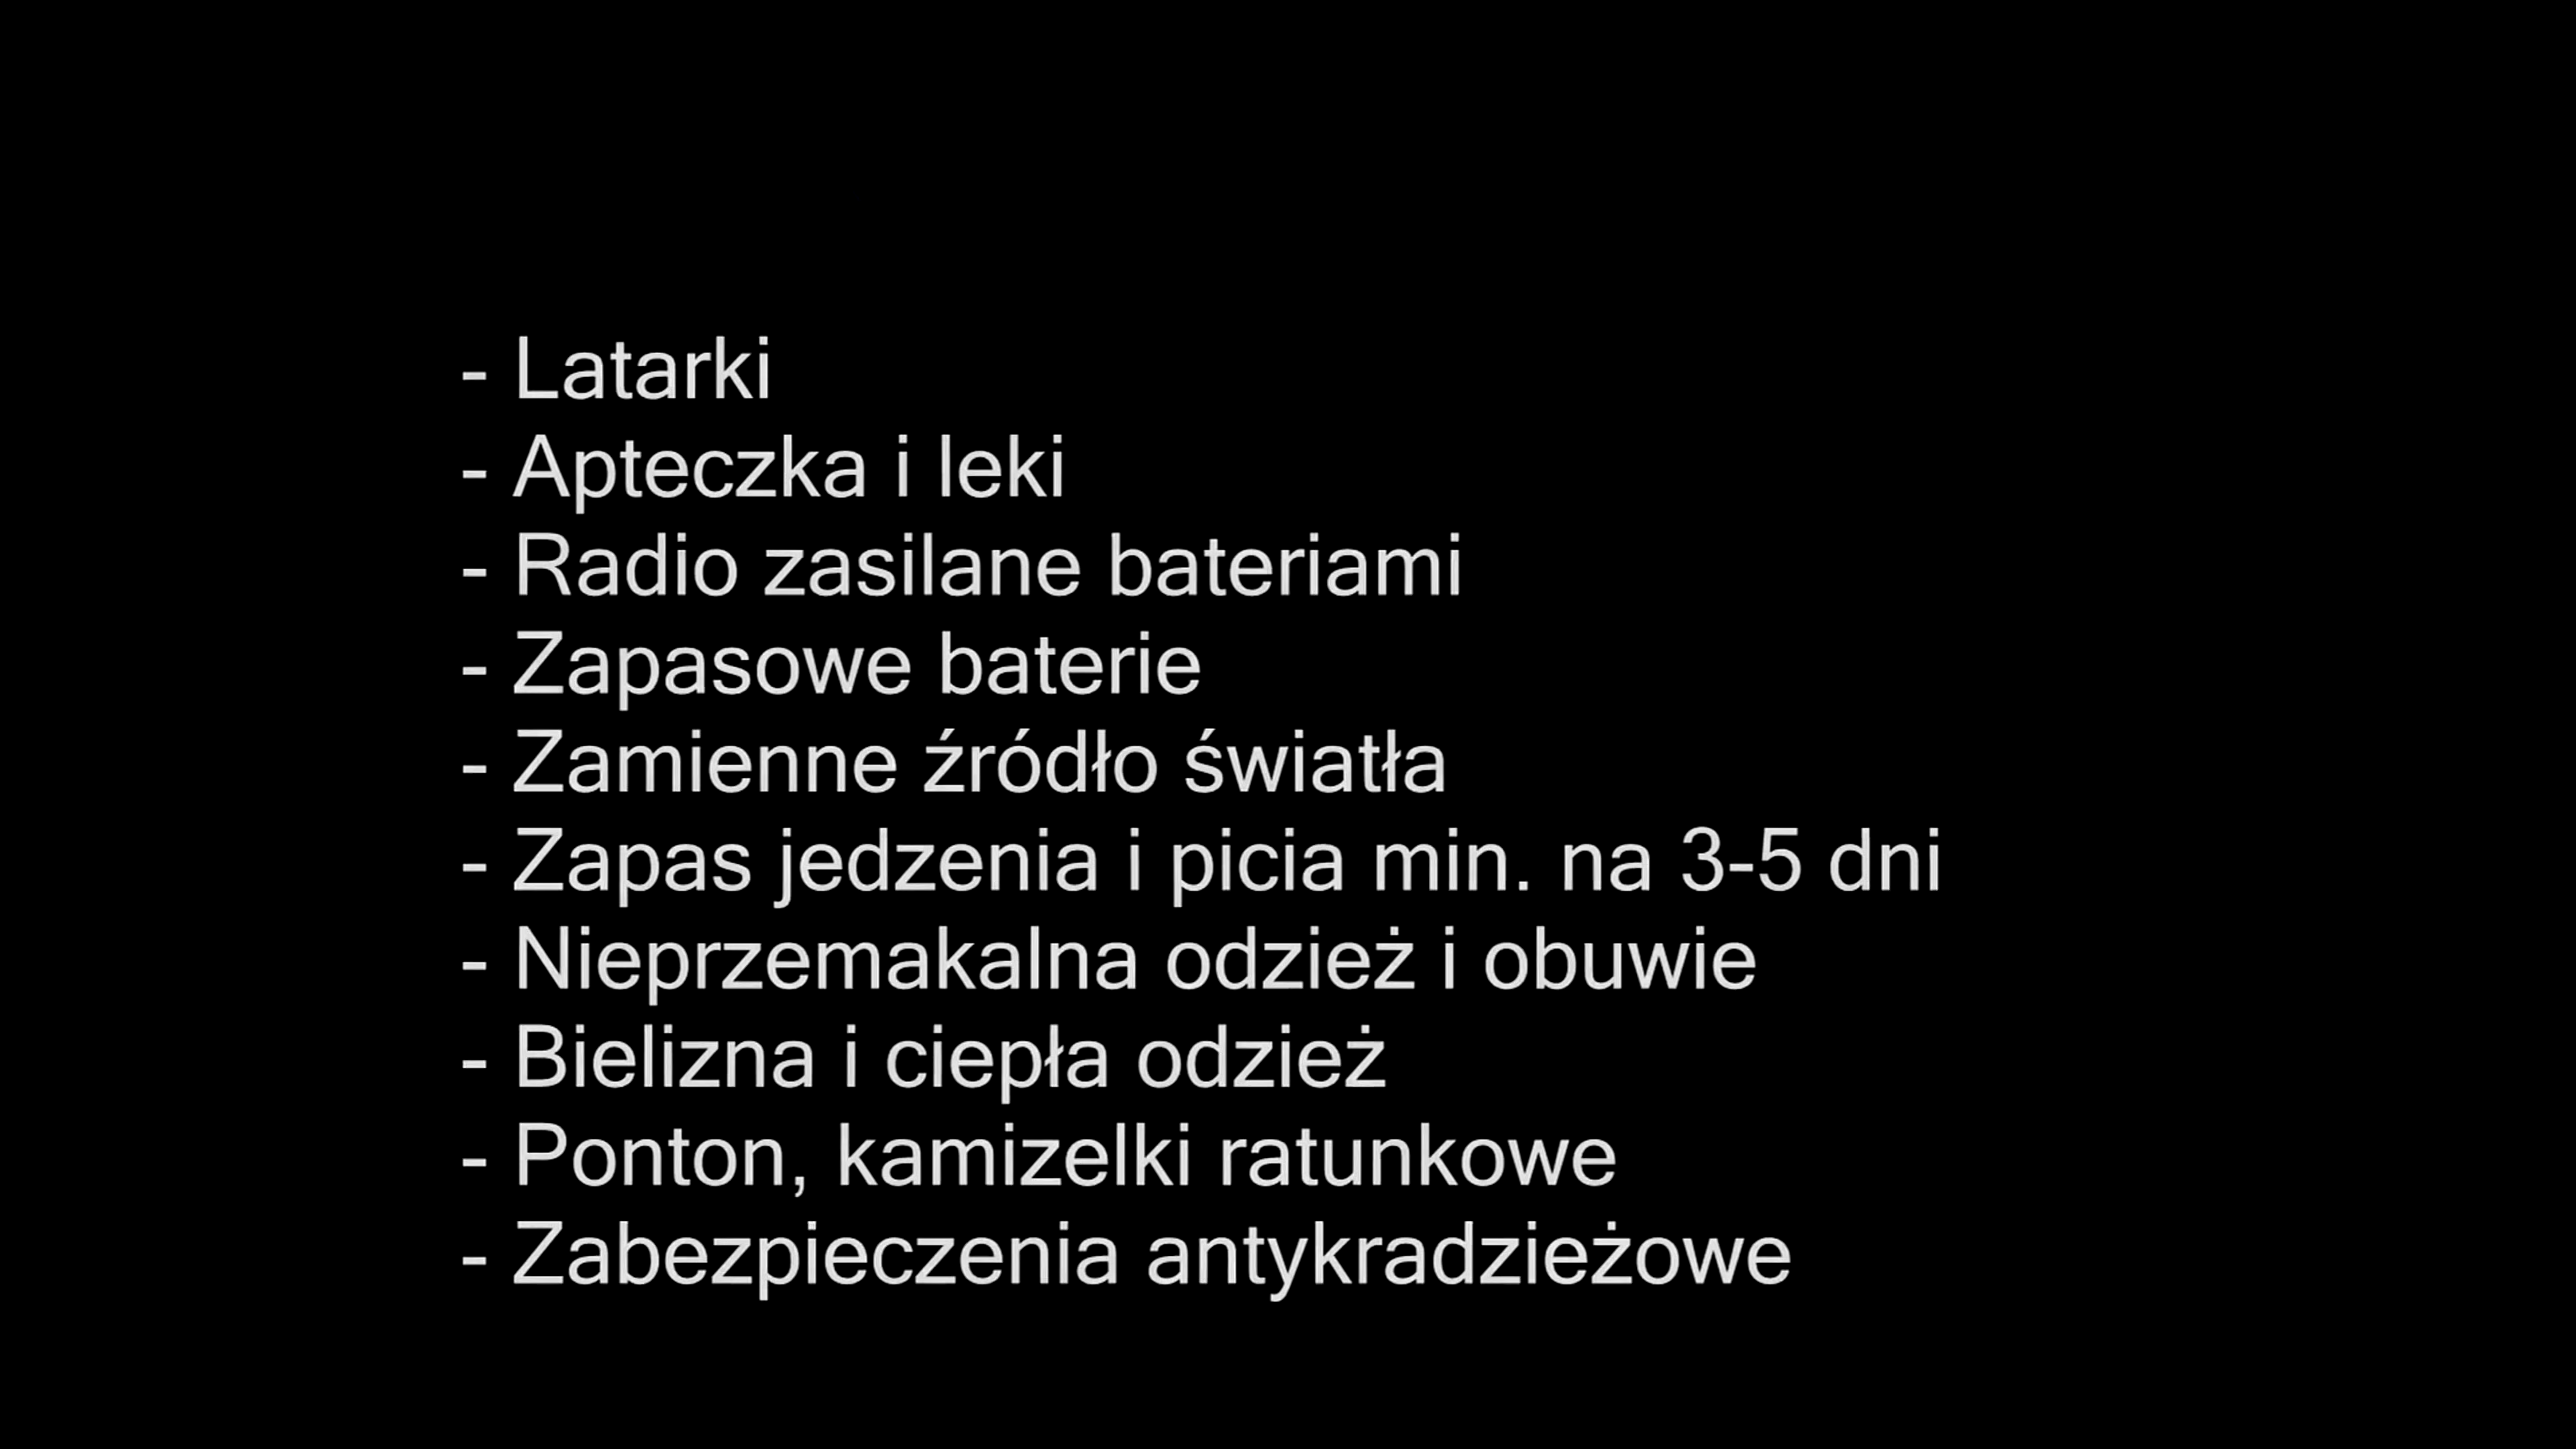 - Latarki
- Apteczka i leki
- Radio zasilane bateriami
- Zapasowe baterie
- Zamienne źródło światła
- Zapas jedzenia i picia min. na 3-5 dni
- Nieprzemakalna odzież i obuwie
- Bielizna i ciepła odzież
- Ponton, kamizelki ratunkowe
- Zabezpieczenia antykradzieżowe